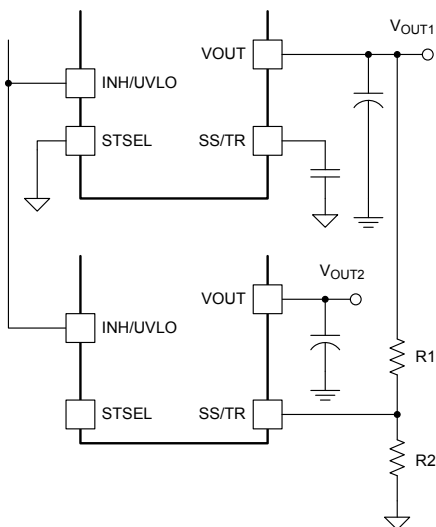 VOUT1
VOUT
INH/UVLO
STSEL
SS/TR
VOUT2
VOUT
INH/UVLO
R1
STSEL
SS/TR
R2